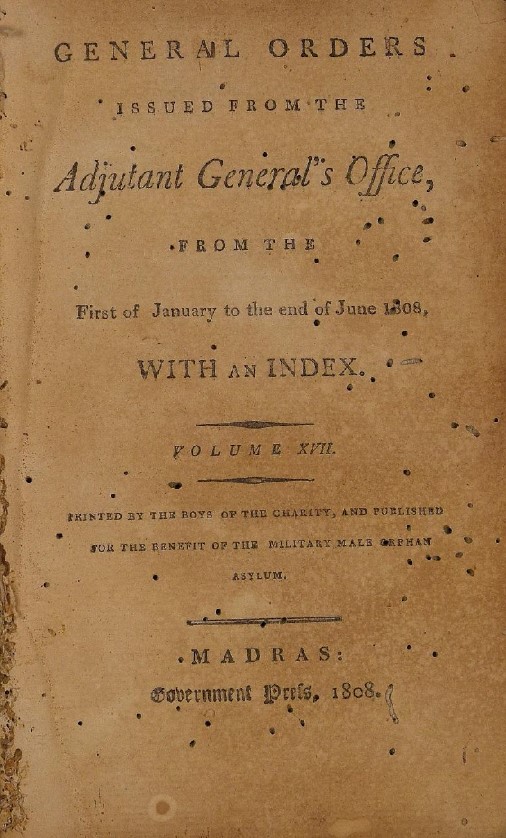 GENERAL ORDERS
ISSUED FROM THE
Adjutant General's Office,
FROM THE
First of January to the end of June 1808,
WITH AN INDEX.
VOLUME XVII.
PRINTED BY THE BOYS OF THE CHARITY, AND PUBLISHED
FOR THE BENEFIT OF THE MILITARY MALE ORPHAN
ASYLUM.
MADRAS:
Government Press, 1808.